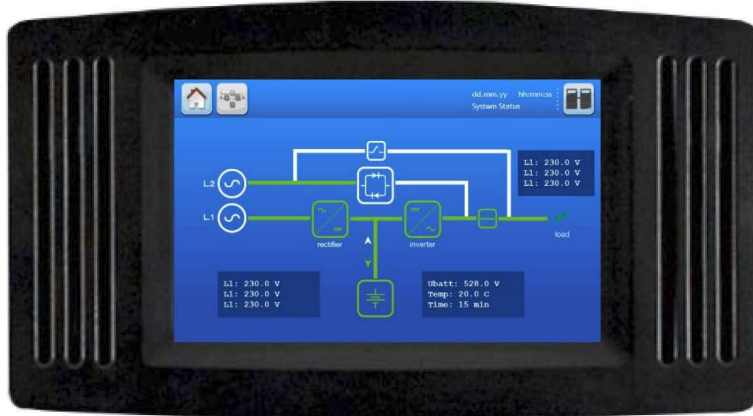 dd.mm.yy hh:mm:ss
System Status
L1: 230.0 V
L1: 230.0 V
L1: 230.0 V
L2
L1
rectifier
inverter
load
L1: 230.0 V
L1: 230.0 V
L1: 230.0 V
Ubatt: 528.0 V
Temp: 20.0 C
Time: 15 min